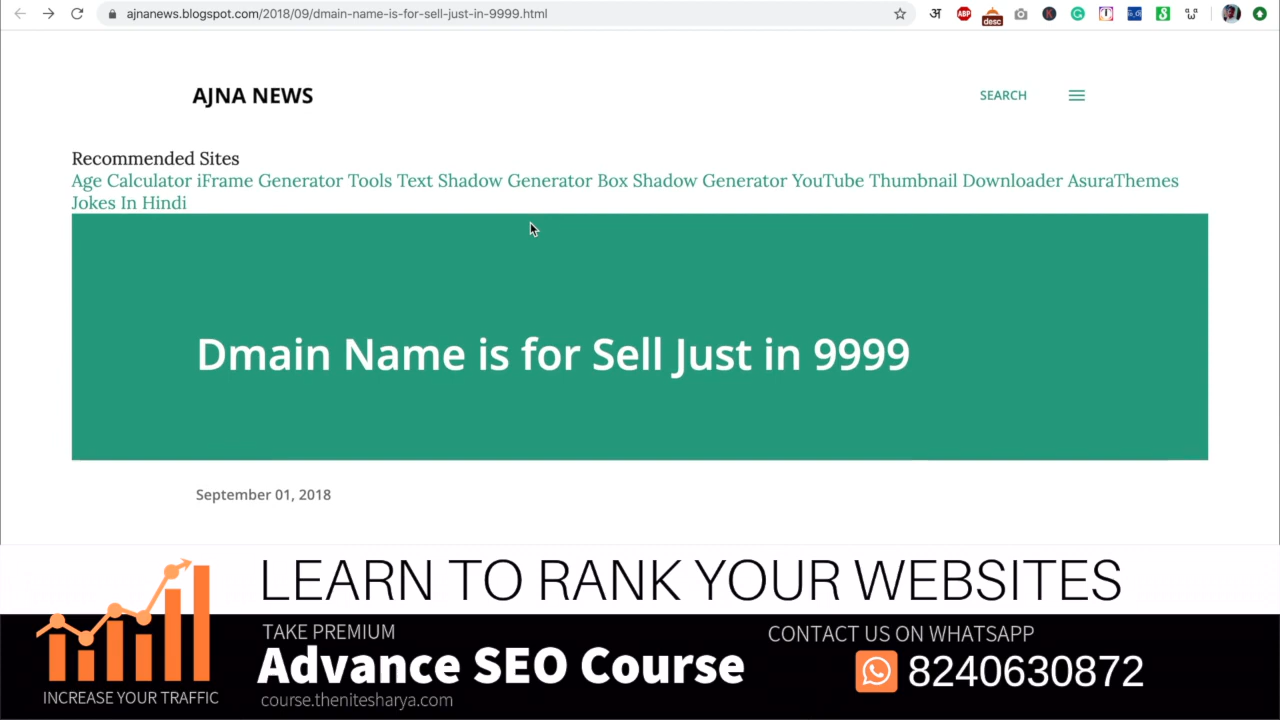 ajnanews.blogspot.com/2018/09/dmain-name-is-for-sell-just-in-9999.html
अ
ABP
desc
AJNA NEWS
SEARCH
Recommended Sites
Age Calculator iFrame Generator Tools Text Shadow Generator Box Shadow Generator YouTube Thumbnail Downloader AsuraThemes
Jokes In Hindi
Dmain Name is for Sell Just in 9999
September 01, 2018
LEARN TO RANK YOUR WEBSITES
TAKE PREMIUM
Advance SEO Course
course.thenitesharya.com
CONTACT US ON WHATSAPP
8240630872
INCREASE YOUR TRAFFIC